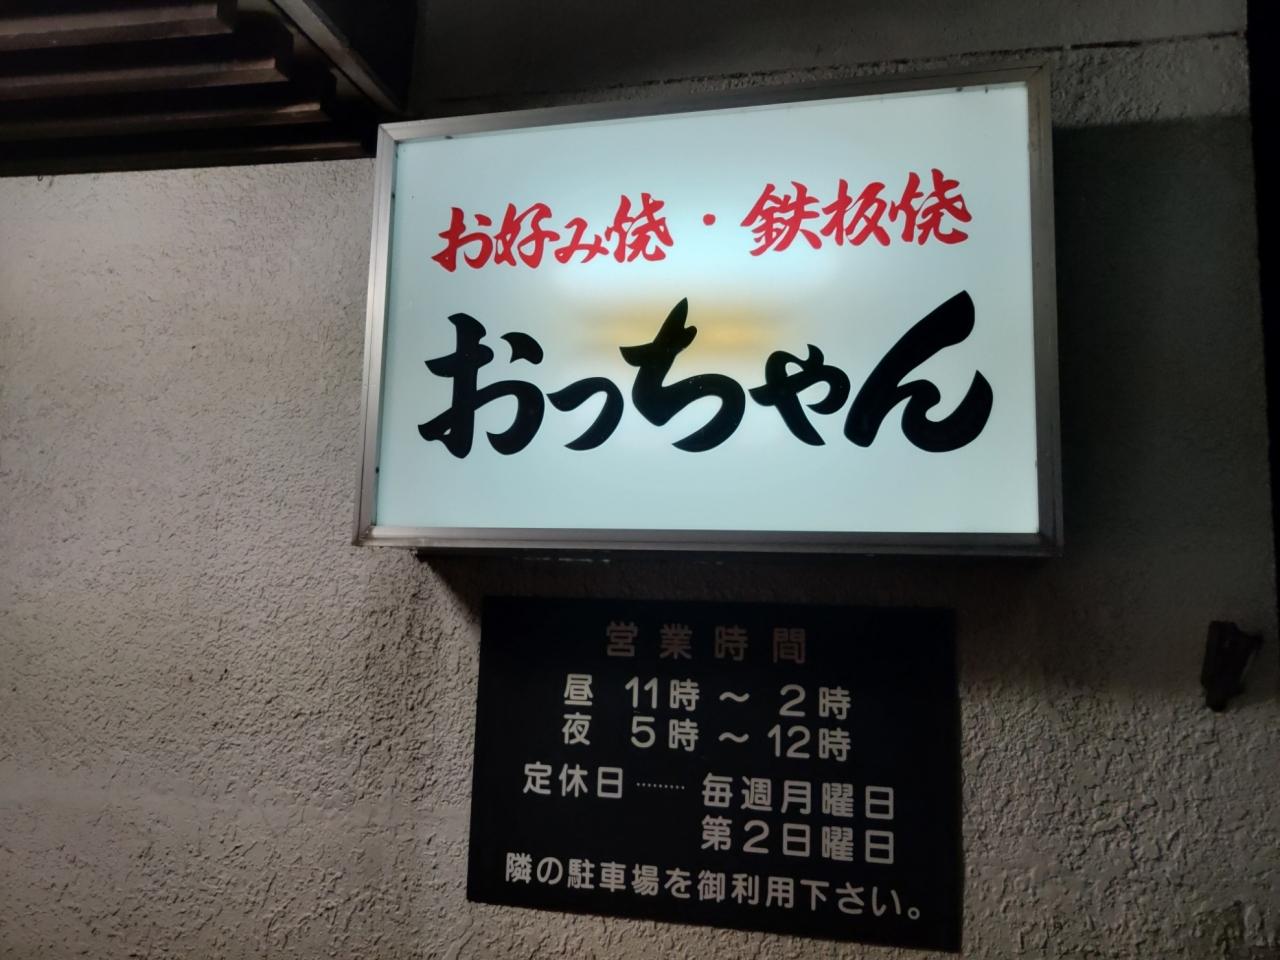 お好み焼・鉄板焼
おっちゃん
営業時間
昼 11時～2時
夜 5時～12時
定休日………毎週月曜日
第2日曜日
隣の駐車場を御利用下さい。